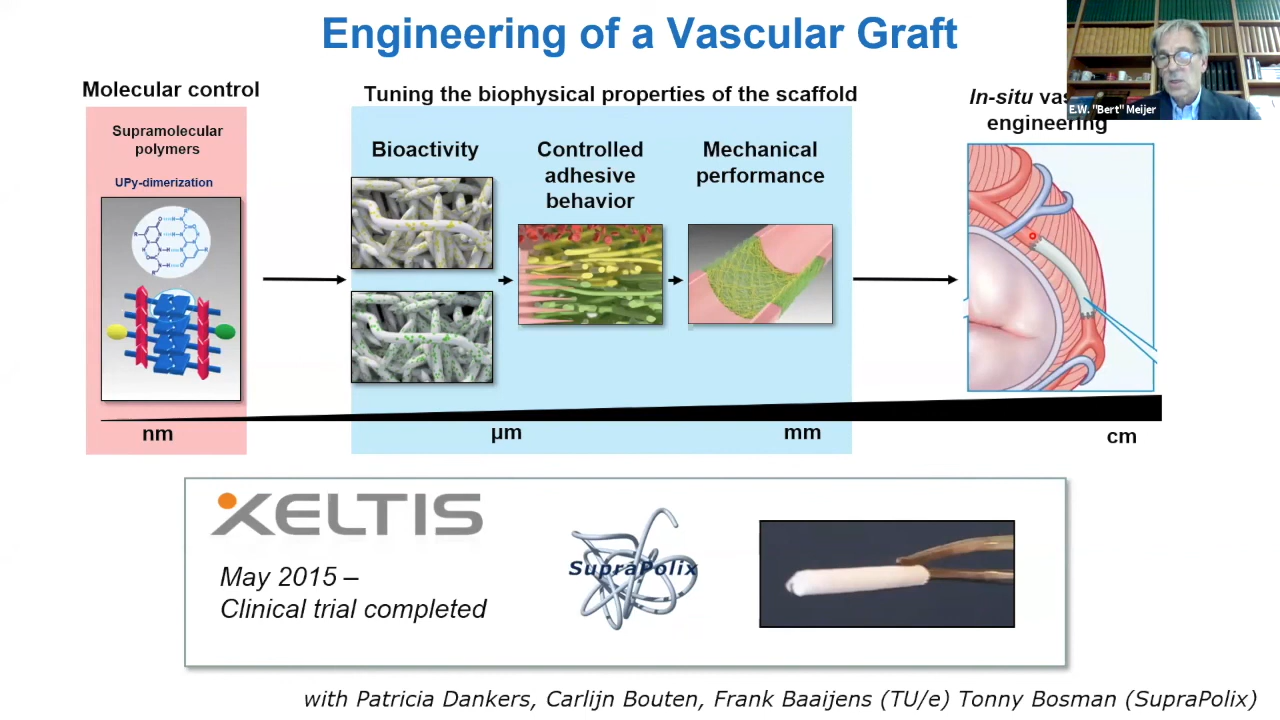 Engineering of a Vascular Graft
E.W. "Bert" Meijer
Molecular control
Tuning the biophysical properties of the scaffold
In-situ
engineering
Supramolecular
polymers
UPy-dimerization
Bioactivity
Controlled
adhesive
behavior
Mechanical
performance
nm
µm
mm
cm
XELTIS
May 2015 –
Clinical trial completed
SupraPolix
with Patricia Dankers, Carlijn Bouten, Frank Baaijens (TU/e) Tonny Bosman (SupraPolix)